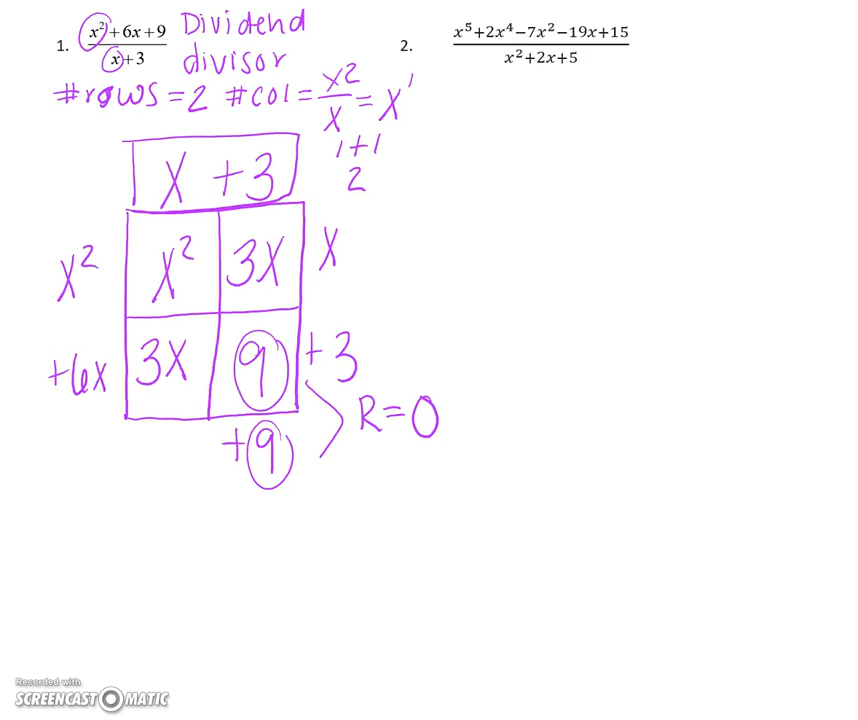 1. x²+6x+9 / x+3 Dividend divisor
#rows = 2 #col = x²/x = x¹
1+1
2
x +3
x² x² 3x x
+6x 3x 9 +3
+9 > R=0
2. x⁵+2x⁴−7x²−19x+15 / x²+2x+5
Recorded with
SCREENCAST-O-MATIC